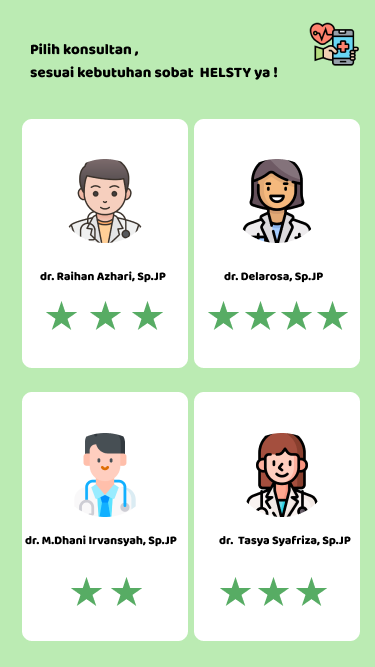 Pilih konsultan ,
sesuai kebutuhan sobat HELSTY ya !
dr. Raihan Azhari, Sp.JP
dr. Delarosa, Sp.JP
dr. M.Dhani Irvansyah, Sp.JP
dr. Tasya Syafriza, Sp.JP